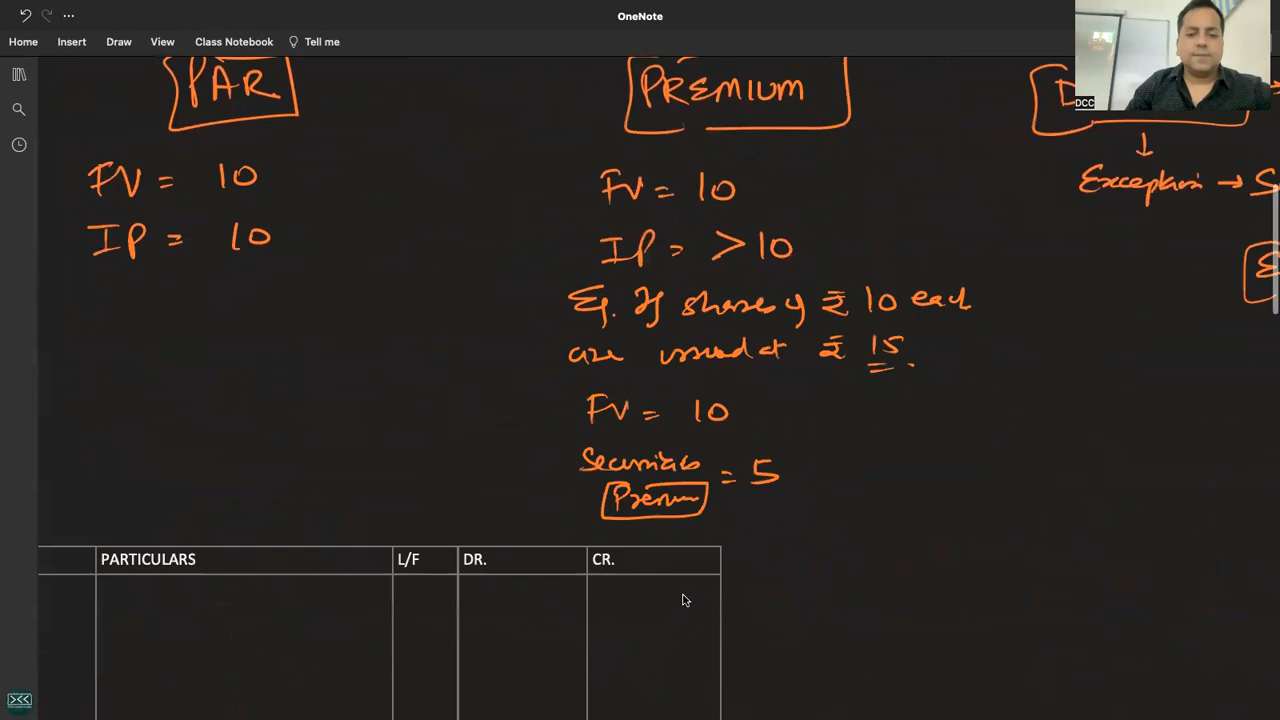 OneNote
Home Insert Draw View Class Notebook Tell me
DCC
PAR
FV = 10
IP = 10
PREMIUM
FV = 10
IP = >10
Eg. If shares of ₹ 10 each
are issued at ₹ 15.
FV = 10
Securities
Premium = 5
D
Exception → S
E
PARTICULARS L/F DR. CR.
DCC